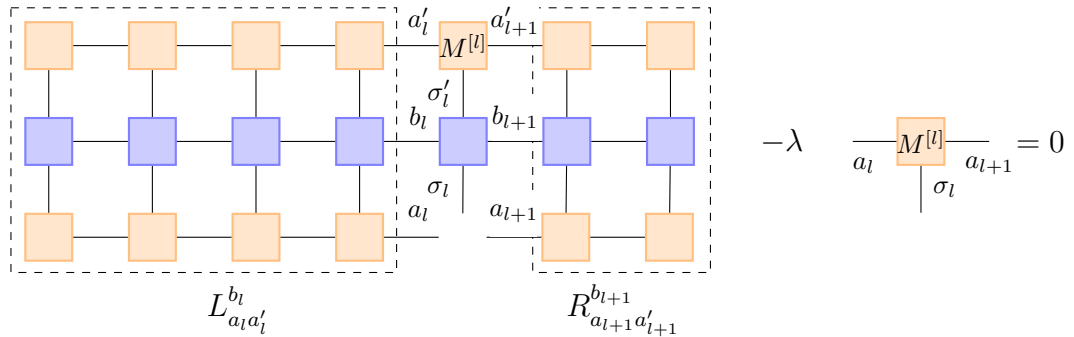 a'_l M^{[l]} a'_{l+1}
σ'_l
b_l b_{l+1}
−λ M^{[l]} = 0
a_l a_{l+1}
σ_l σ_l
a_l a_{l+1}
L^{b_l}_{a_l a'_l} R^{b_{l+1}}_{a_{l+1} a'_{l+1}}